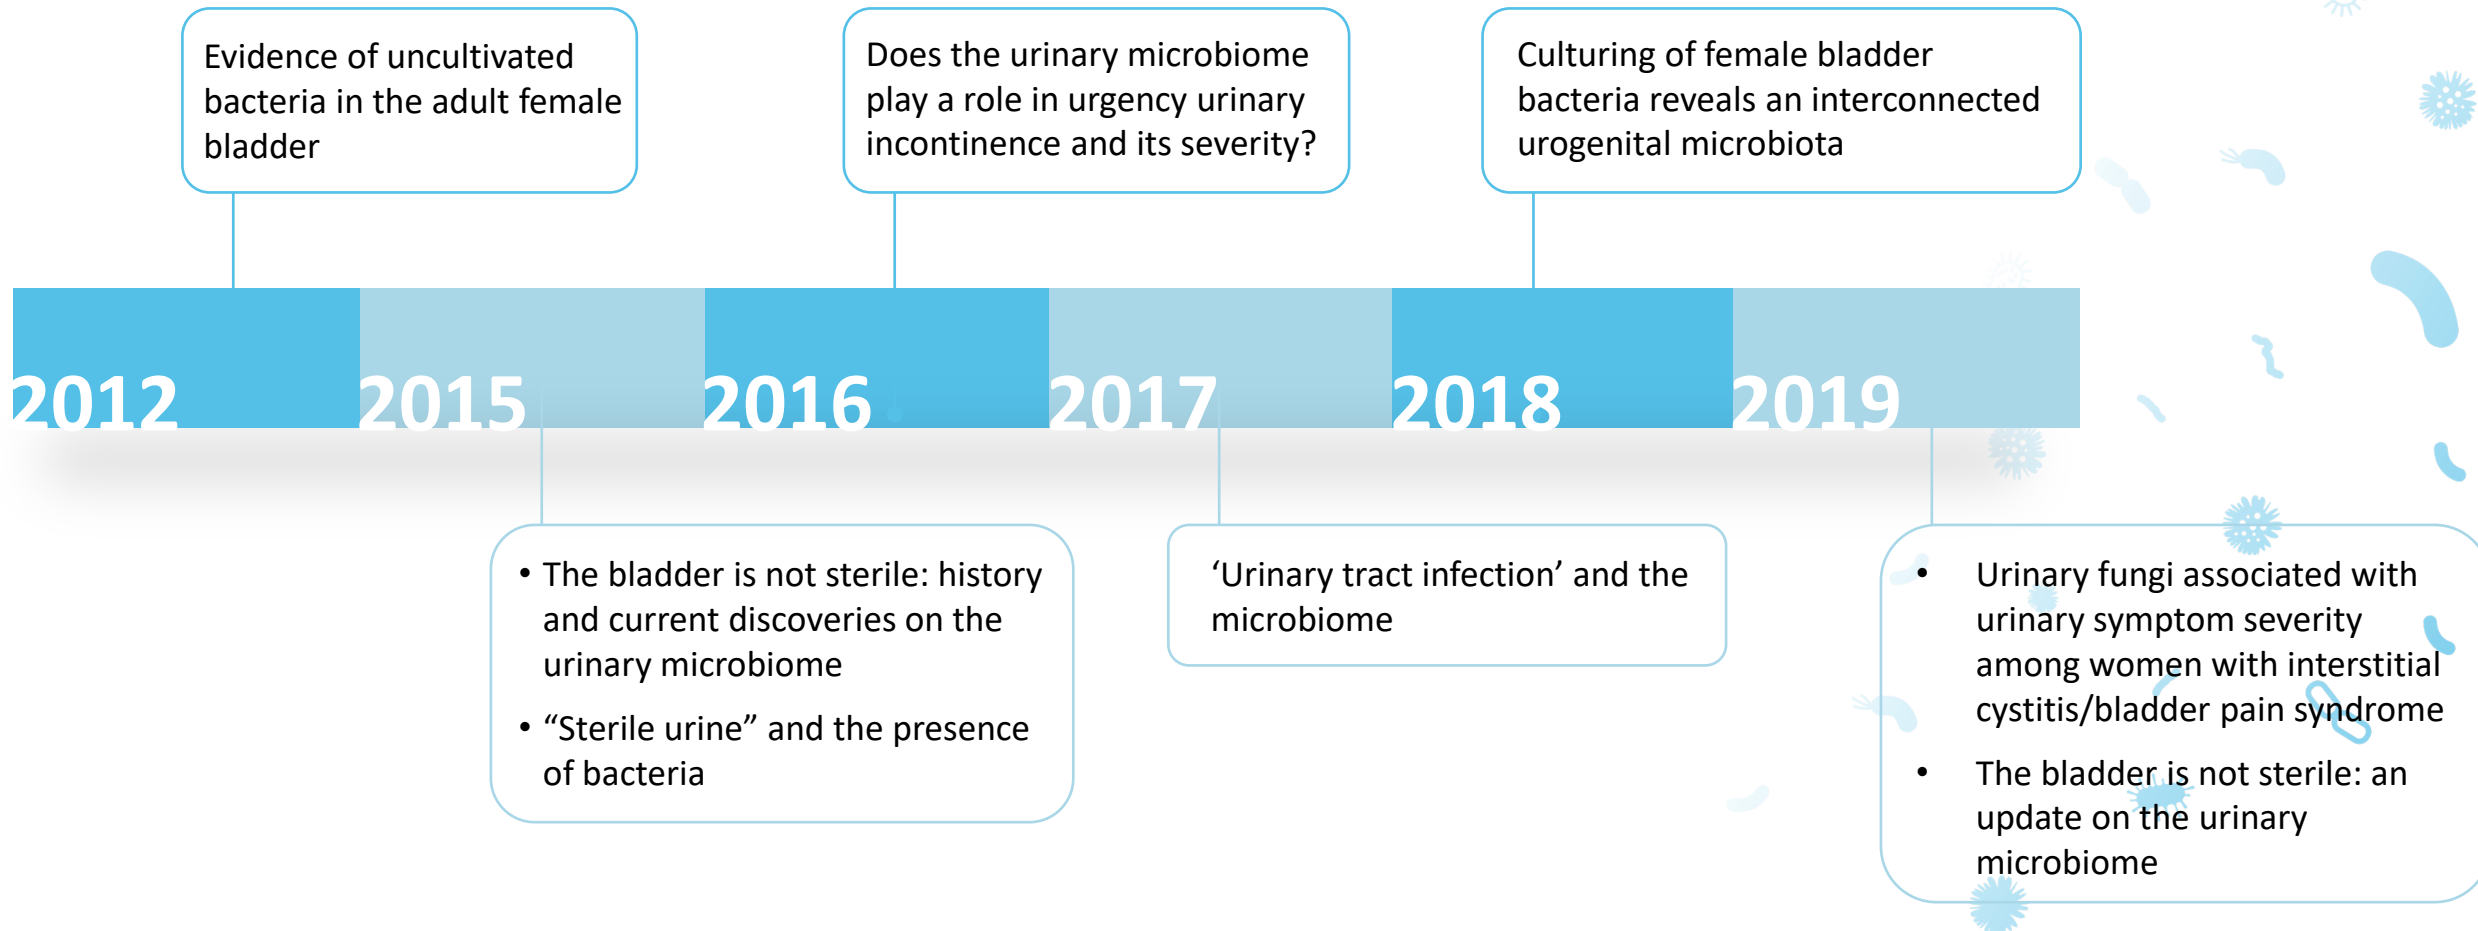 Evidence of uncultivated
bacteria in the adult female
bladder
Does the urinary microbiome
play a role in urgency urinary
incontinence and its severity?
Culturing of female bladder
bacteria reveals an interconnected
urogenital microbiota
2012
2015
2016
2017
2018
2019
• The bladder is not sterile: history
and current discoveries on the
urinary microbiome
• “Sterile urine” and the presence
of bacteria
‘Urinary tract infection’ and the
microbiome
• Urinary fungi associated with
urinary symptom severity
among women with interstitial
cystitis/bladder pain syndrome
• The bladder is not sterile: an
update on the urinary
microbiome